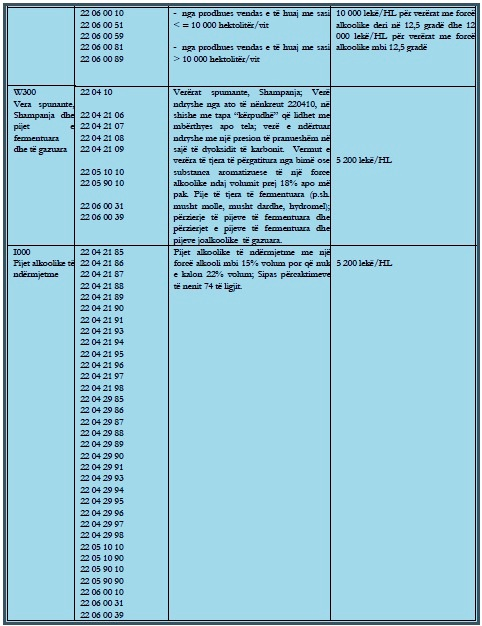 22 06 00 10
22 06 00 51
22 06 00 59
22 06 00 81
22 06 00 89
- nga prodhues vendas e të huaj me sasi
< = 10 000 hektolitër/vit
- nga prodhues vendas e të huaj me sasi
> 10 000 hektolitër/vit
10 000 lekë/HL për verërat me forcë
alkoolike deri në 12,5 gradë dhe 12
000 lekë/HL për verërat me forcë
alkoolike mbi 12,5 gradë
W300
Vera spunante,
Shampanja dhe
pijet e
fermentuara
dhe të gazuara
22 04 10
22 04 21 06
22 04 21 07
22 04 21 08
22 04 21 09
22 05 10 10
22 05 90 10
22 06 00 31
22 06 00 39
Verërat spumante, Shampanja; Verë
ndryshe nga ato të nënkreut 220410, në
shishe me tapa “kërpudhë” që lidhet me
mbërthyes apo tela; verë e ndërtuar
ndryshe me një presion të pranueshëm në
sajë të dyoksidit të karbonit. Vermut e
verëra të tjera të përgatitura nga bimë ose
substanca aromatizuese të një force
alkoolike ndaj volumit prej 18% apo më
pak. Pije të tjera të fermentuara (p.sh.
musht molle, musht dardhe, hydromel);
përzierje të pijeve të fermentuara dhe
përzierjet e pijeve të fermentuara dhe
pijeve joalkoolike të gazuara.
5 200 lekë/HL
I000
Pijet alkoolike të
ndërmjetme
22 04 21 85
22 04 21 86
22 04 21 87
22 04 21 88
22 04 21 89
22 04 21 90
22 04 21 91
22 04 21 93
22 04 21 94
22 04 21 95
22 04 21 96
22 04 21 97
22 04 21 98
22 04 29 85
22 04 29 86
22 04 29 87
22 04 29 88
22 04 29 89
22 04 29 90
22 04 29 91
22 04 29 93
22 04 29 94
22 04 29 95
22 04 29 96
22 04 29 97
22 04 29 98
22 05 10 10
22 05 10 90
22 05 90 10
22 05 90 90
22 06 00 10
22 06 00 31
22 06 00 39
Pijet alkoolike të ndërmjetme me një
forcë alkooli mbi 15% volum por që nuk
e kalon 22% volum; Sipas përcaktimeve
të nenit 74 të ligjit.
5 200 lekë/HL